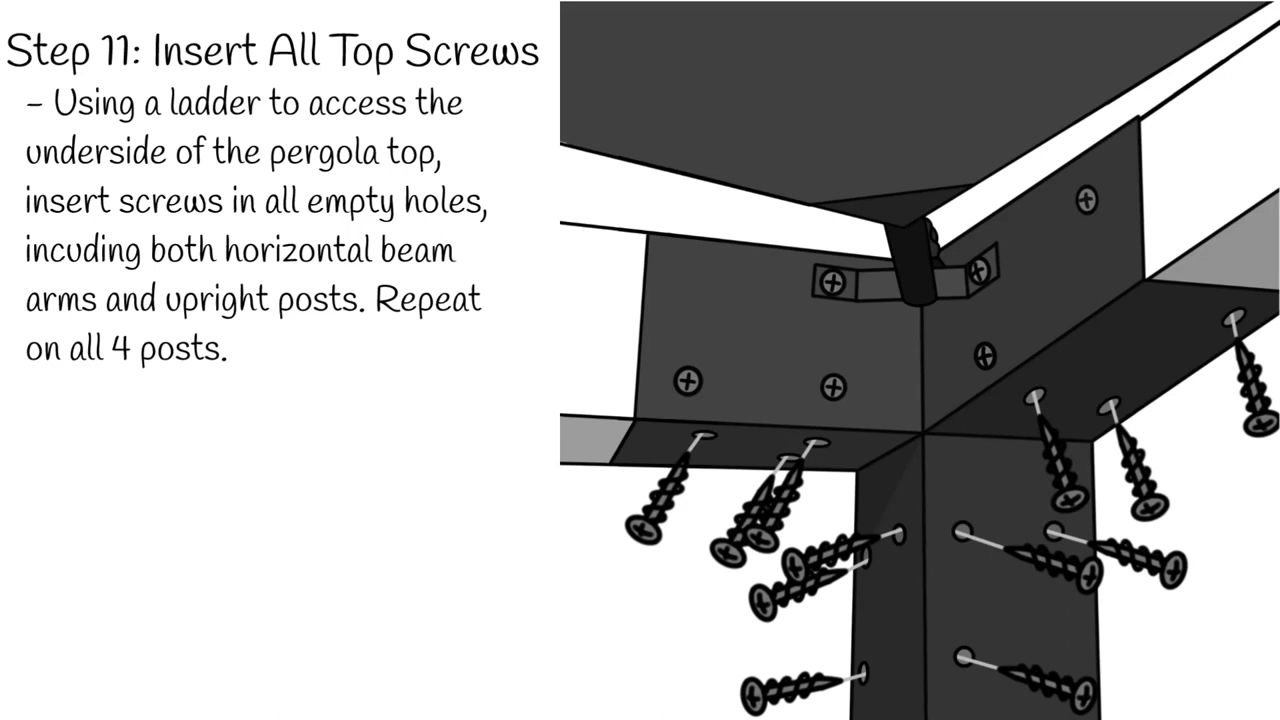 Step 11: Insert All Top Screws
- Using a ladder to access the
underside of the pergola top,
insert screws in all empty holes,
incuding both horizontal beam
arms and upright posts. Repeat
on all 4 posts.